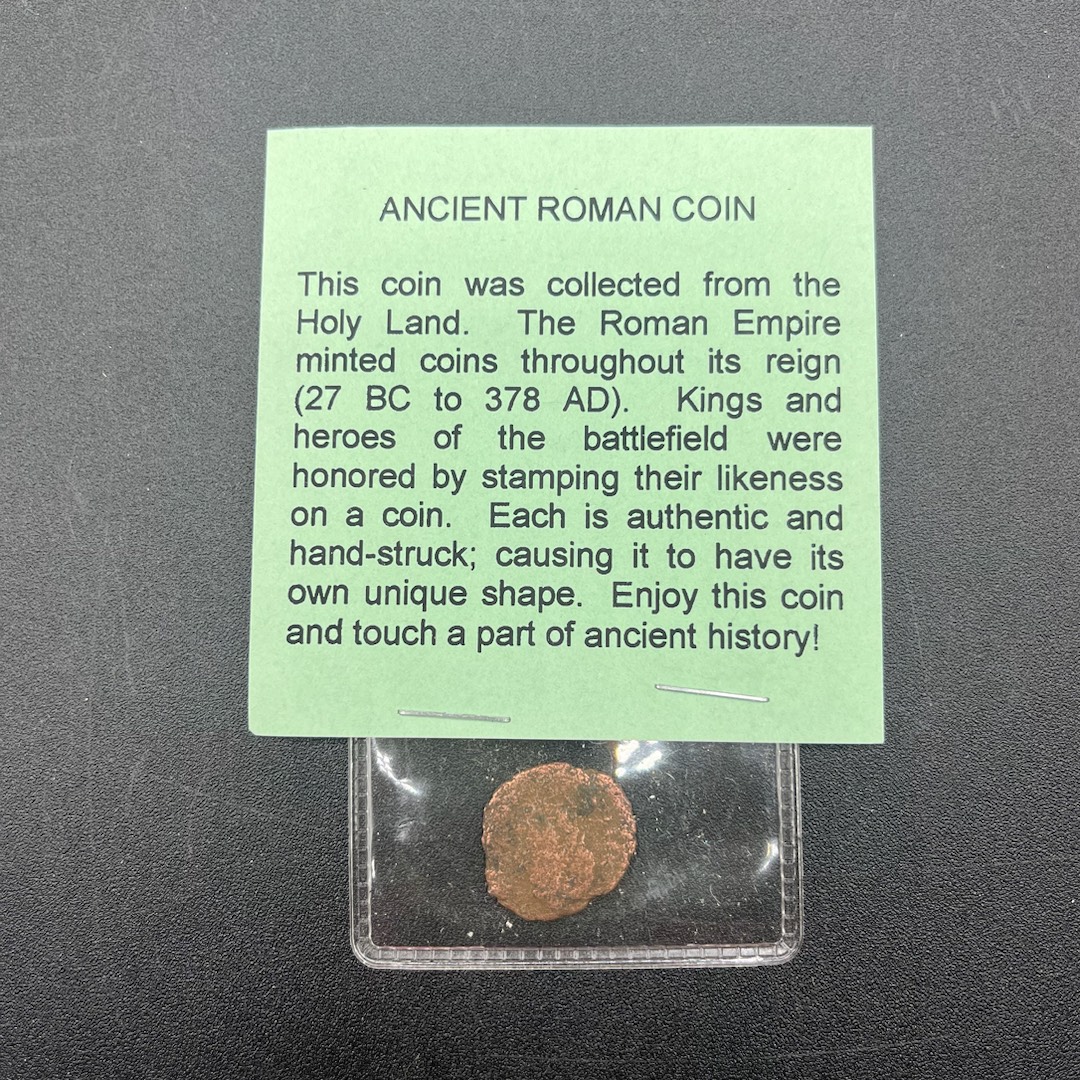 ANCIENT ROMAN COIN
This coin was collected from the
Holy Land. The Roman Empire
minted coins throughout its reign
(27 BC to 378 AD). Kings and
heroes of the battlefield were
honored by stamping their likeness
on a coin. Each is authentic and
hand-struck; causing it to have its
own unique shape. Enjoy this coin
and touch a part of ancient history!